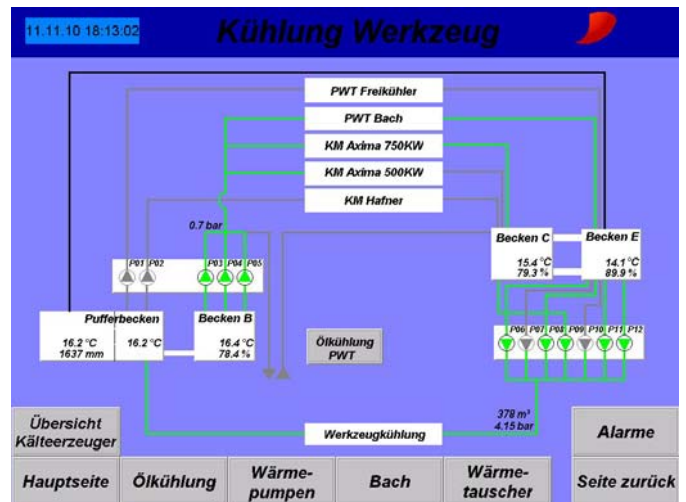 11.11.10 18:13:02
Kühlung Werkzeug
PWT Freikühler
PWT Bach
KM Axima 750KW
KM Axima 500KW
KM Hafner
0.7 bar
P01 P02
P03 P04 P05
Becken C
15.4 °C
79.3 %
Becken E
14.1 °C
89.9 %
Pufferbecken
16.2 °C
1637 mm
16.2 °C
Becken B
16.4 °C
78.4 %
Ölkühlung
PWT
P06 P07 P08 P09 P10 P11 P12
378 m³
4.15 bar
Werkzeugkühlung
Übersicht
Kälteerzeuger
Alarme
Hauptseite
Ölkühlung
Wärme-
pumpen
Bach
Wärme-
tauscher
Seite zurück